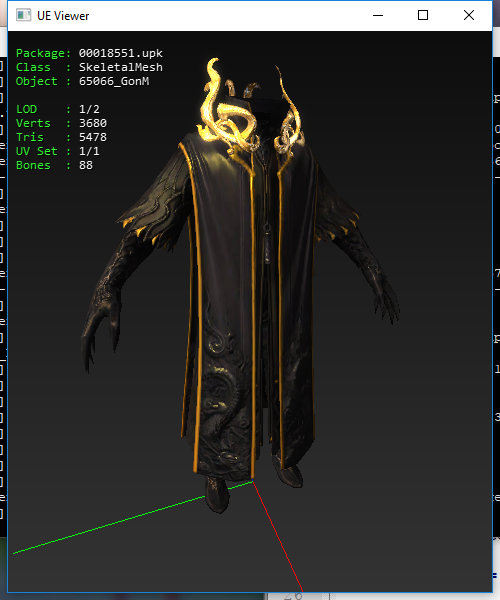 UE Viewer
Package: 00018551.upk
Class : SkeletalMesh
Object : 65066_GonM
LOD : 1/2
Verts : 3680
Tris : 5478
UV Set : 1/1
Bones : 88